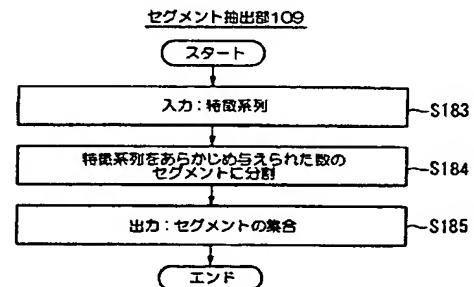 セグメント抽出部109
スタート
入力：特徴系列
S183
特徴系列をあらかじめ与えられた数の
セグメントに分割
S184
出力：セグメントの集合
S185
エンド